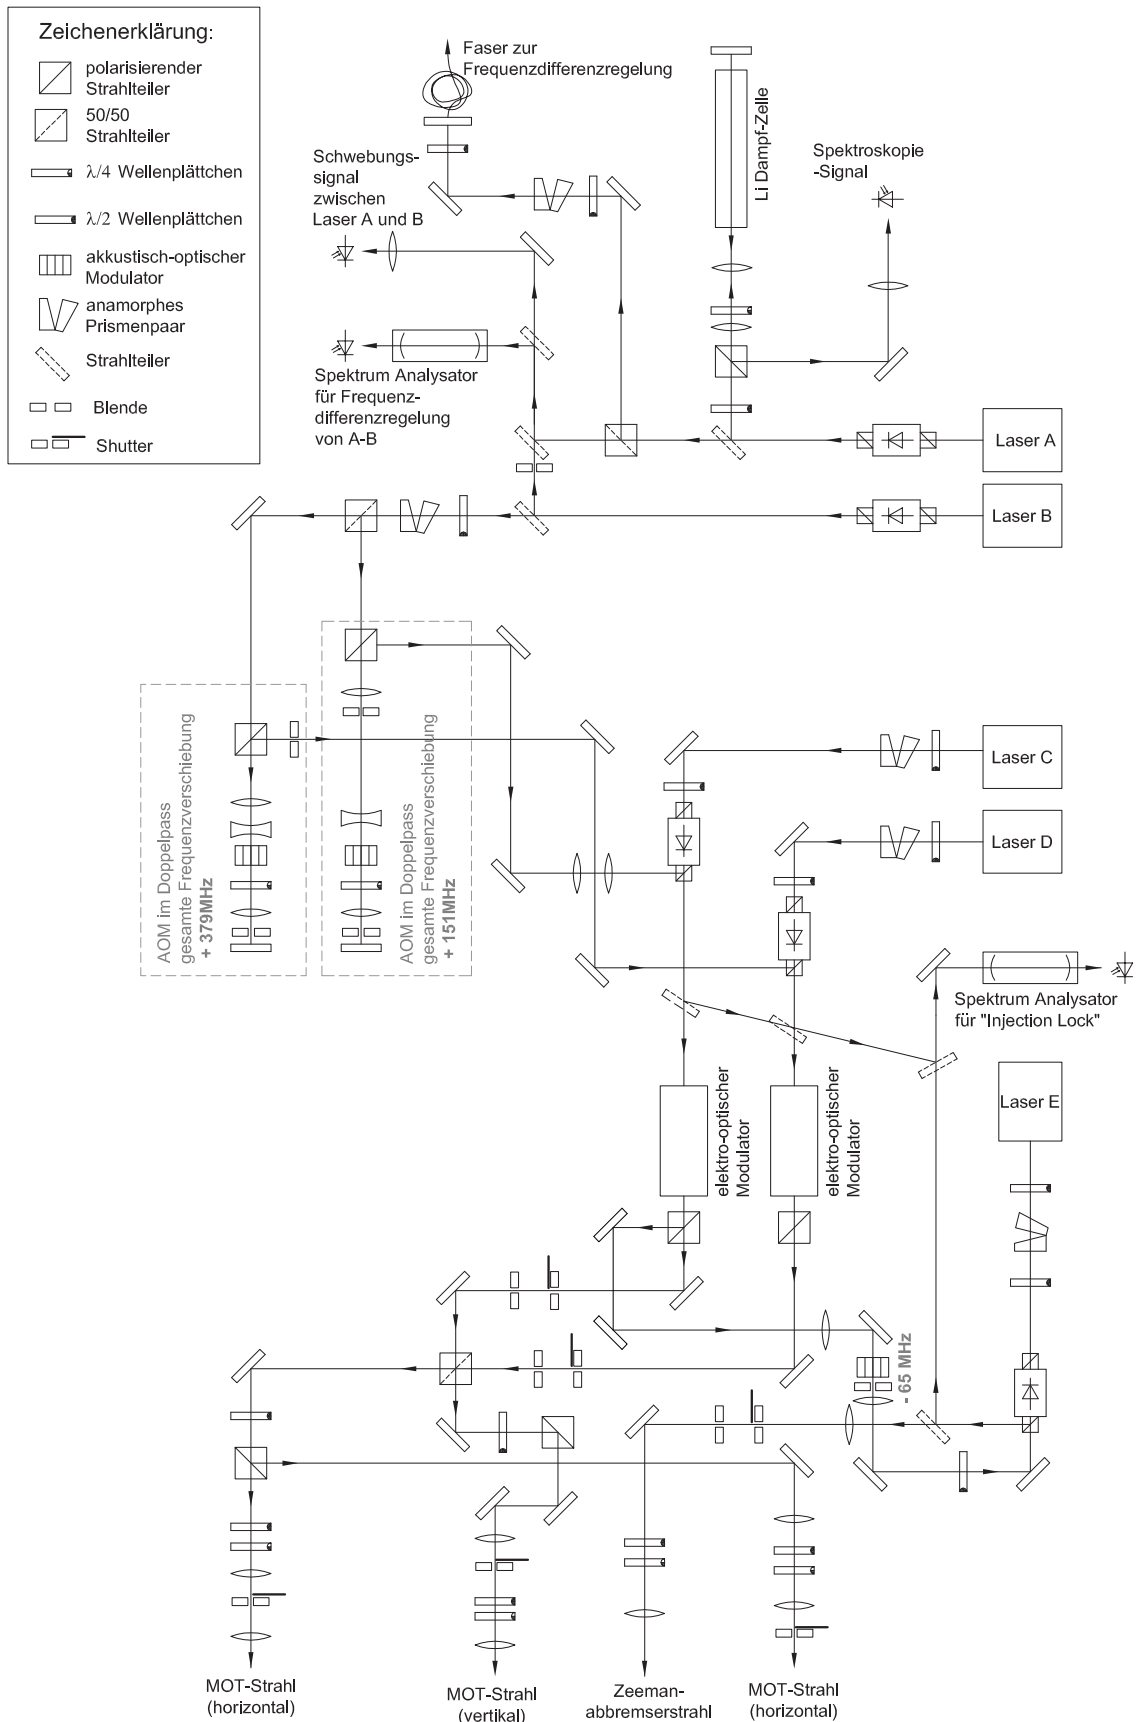 Zeichenerklärung:
polarisierender
Strahlteiler
50/50
Strahlteiler
λ/4 Wellenplättchen
λ/2 Wellenplättchen
akkustisch-optischer
Modulator
anamorphes
Prismenpaar
Strahlteiler
Blende
Shutter
Faser zur
Frequenzdifferenzregelung
Schwebungs-
signal
zwischen
Laser A und B
Li Dampf-Zelle
Spektroskopie
-Signal
Spektrum Analysator
für Frequenz-
differenzregelung
von A-B
Laser A
Laser B
AOM im Doppelpass
gesamte Frequenzverschiebung
+ 379MHz
AOM im Doppelpass
gesamte Frequenzverschiebung
+ 151MHz
Laser C
Laser D
Spektrum Analysator
für "Injection Lock"
Laser E
elektro-optischer
Modulator
elektro-optischer
Modulator
- 65 MHz
MOT-Strahl
(horizontal)
MOT-Strahl
(vertikal)
Zeeman-
abbremserstrahl
MOT-Strahl
(horizontal)